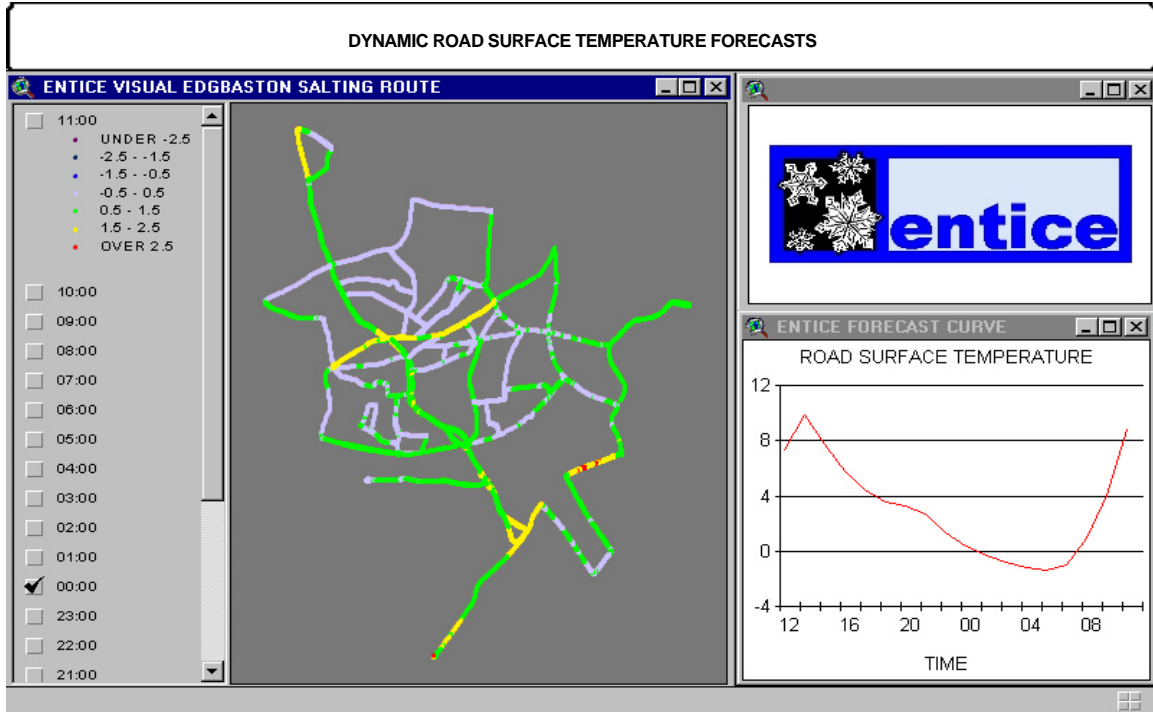 DYNAMIC ROAD SURFACE TEMPERATURE FORECASTS
ENTICE VISUAL EDGBASTON SALTING ROUTE
11:00
UNDER -2.5
-2.5 - -1.5
-1.5 - -0.5
-0.5 - 0.5
0.5 - 1.5
1.5 - 2.5
OVER 2.5
10:00
09:00
08:00
07:00
06:00
05:00
04:00
03:00
02:00
01:00
00:00
23:00
22:00
21:00
entice
ENTICE FORECAST CURVE
ROAD SURFACE TEMPERATURE
12
8
4
0
-4
12 16 20 00 04 08
TIME